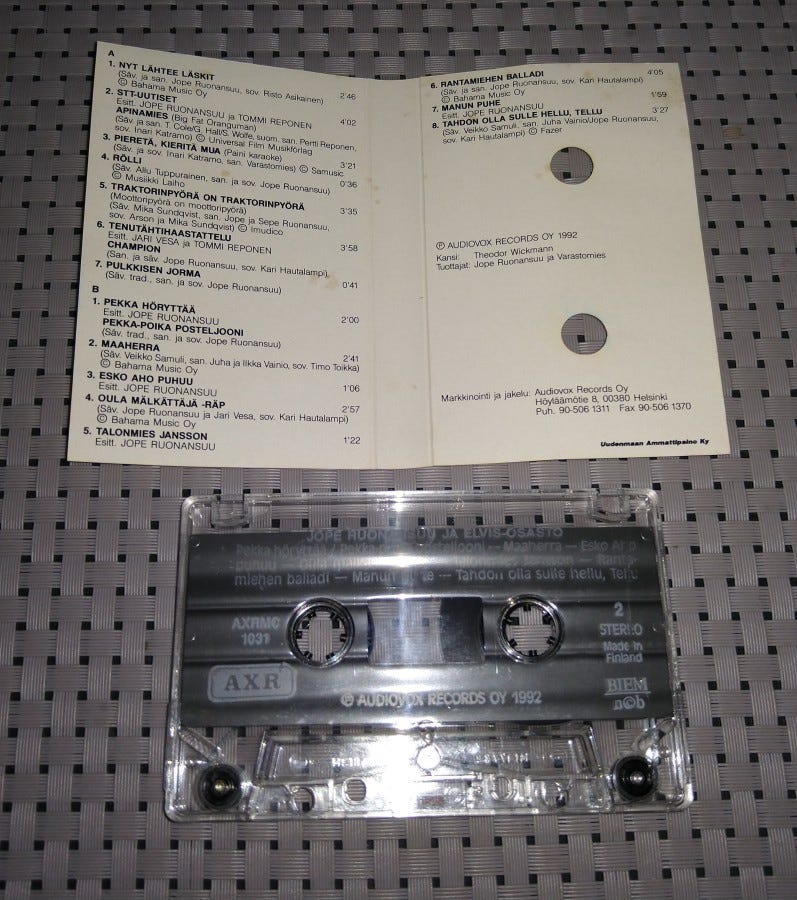 A
1. NYT LÄHTEE LÄSKIT
(Säv. ja san. Jope Ruonansuu, sov. Risto Asikainen)
© Bahama Music Oy 2'46
2. STT-UUTISET
Esitt. JOPE RUONANSUU ja TOMMI REPONEN 4'02
APINAMIES (Big Fat Oranguman)
(Säv ja san. T. Cole/G. Hall/S. Wolfe, suom. san. Pertti Reponen,
sov. Inari Katramo) © Universal Film Musikförlag
3. PIERETÄ, KIERITÄ MUA (Paini karaoke) 3'21
(Säv. ja sov. Inari Katramo, san. Varastomies) © Samusic
4. RÖLLI 0'36
(Säv. Allu Tuppurainen, san. ja sov. Jope Ruonansuu)
© Musiikki Laiho
5. TRAKTORINPYÖRÄ ON TRAKTORINPYÖRÄ 3'35
(Moottoripyörä on moottoripyörä)
(Säv. Mika Sundqvist, san. Jope ja Sepe Ruonansuu,
sov. Arson ja Mika Sundqvist) © Imudico
6. TENUTÄHTIHAASTATTELU 3'58
Esitt. JARI VESA ja TOMMI REPONEN
CHAMPION
(San. ja säv. Jope Ruonansuu, sov. Kari Hautalampi)
7. PULKKISEN JORMA 0'41
(Säv. trad., san. ja sov. Jope Ruonansuu)
B
1. PEKKA HÖRYTTÄÄ
Esitt. JOPE RUONANSUU 2'00
PEKKA-POIKA POSTELJOONI
(Säv. trad., san. ja sov. Jope Ruonansuu)
2. MAAHERRA 2'41
(Säv. Veikko Samuli, san. Juha ja Ilkka Vainio, sov. Timo Toikka)
© Bahama Music Oy
3. ESKO AHO PUHUU 1'06
Esitt. JOPE RUONANSUU
4. OULA MÄLKÄTTÄJÄ -RÄP 2'57
(Säv. Jope Ruonansuu ja Jari Vesa, sov. Kari Hautalampi)
© Bahama Music Oy
5. TALONMIES JANSSON 1'22
Esitt. JOPE RUONANSUU
6. RANTAMIEHEN BALLADI 4'05
(Säv. ja san. Jope Ruonansuu, sov. Kari Hautalampi)
© Bahama Music Oy
7. MANUN PUHE 1'59
Esitt. JOPE RUONANSUU
8. TAHDON OLLA SULLE HELLU, TELLU 3'27
(Säv. Veikko Samuli, san. Juha Vainio/Jope Ruonansuu,
sov. Kari Hautalampi) © Fazer
℗ AUDIOVOX RECORDS OY 1992
Kansi: Theodor Wickmann
Tuottajat: Jope Ruonansuu ja Varastomies
Markkinointi ja jakelu: Audiovox Records Oy
Höyläämötie 8, 00380 Helsinki
Puh. 90-506 1311 Fax 90-506 1370
Uudenmaan Ammattipaino Ky
JOPE RUONANSUU JA ELVIS-OSASTO
Pekka höryttää / Pekka — Maaherra — Esko
puhuu —
miehen balladi — Manun — Tahdon olla sulle hellu, Tellu
AXRMC
1031
2
STEREO
Made in
Finland
AXR
℗ AUDIOVOX RECORDS OY 1992
BIEM
n©b